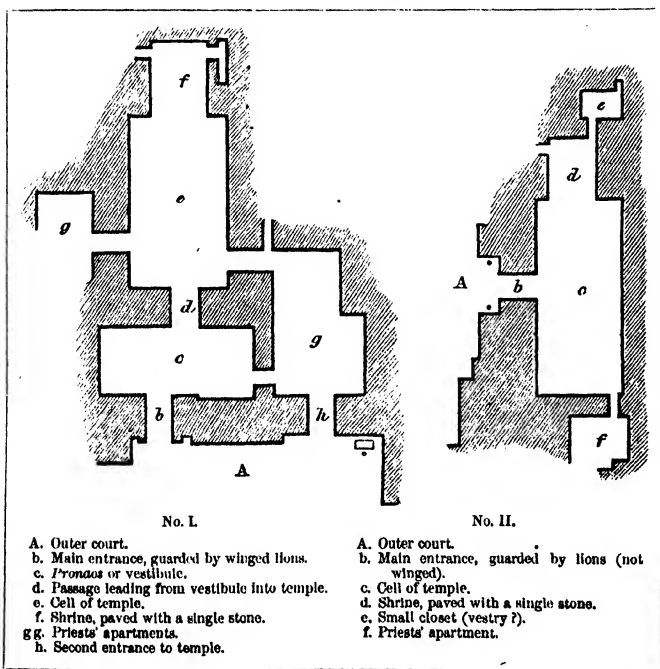 f
e
g
d
c
g
b
h
A
No. I.
A. Outer court.
b. Main entrance, guarded by winged lions.
c. Pronaos or vestibule.
d. Passage leading from vestibule into temple.
e. Cell of temple.
f. Shrine, paved with a single stone.
gg. Priests' apartments.
h. Second entrance to temple.
e
d
A
b
c
f
No. II.
A. Outer court.
b. Main entrance, guarded by lions (not
winged).
c. Cell of temple.
d. Shrine, paved with a single stone.
e. Small closet (vestry?).
f. Priests' apartment.